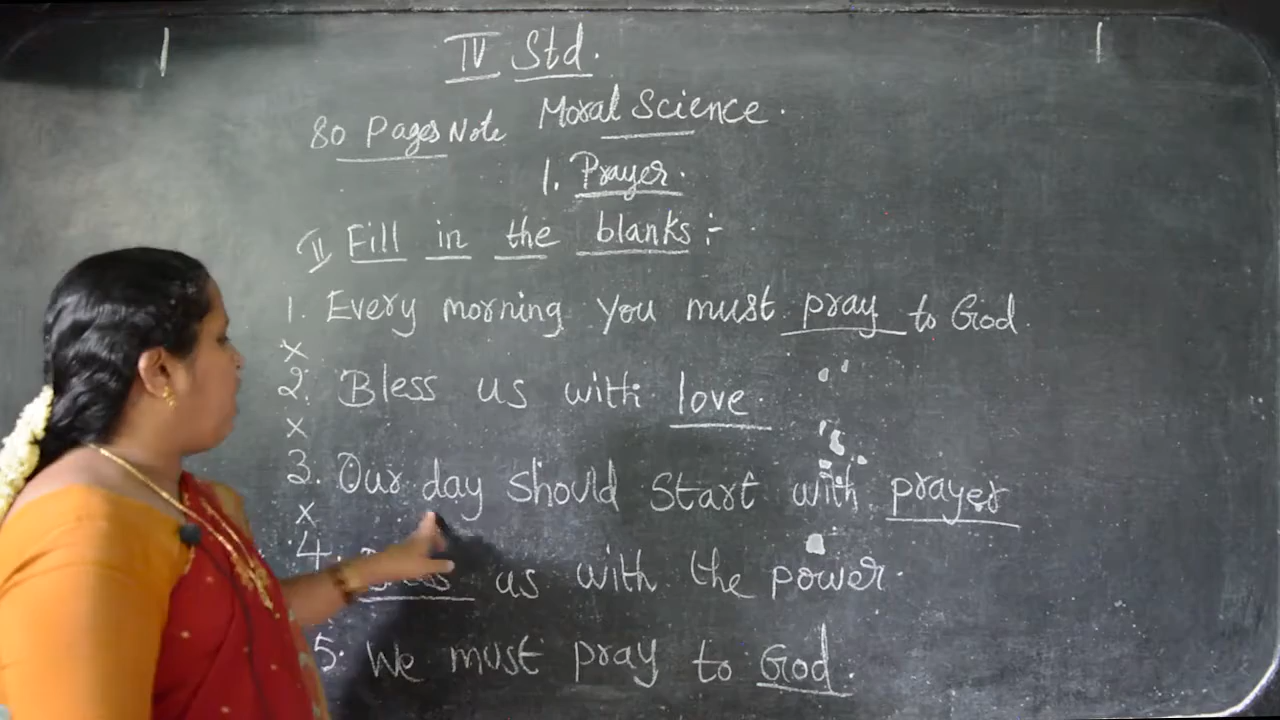 IV Std.
80 Pages Note Moral Science.
1. Prayer.
II Fill in the blanks :-
1. Every morning you must pray to God.
x
2. Bless us with love.
x
3. Our day should Start with prayer
x
4. Bless us with the power.
5. We must pray to God.